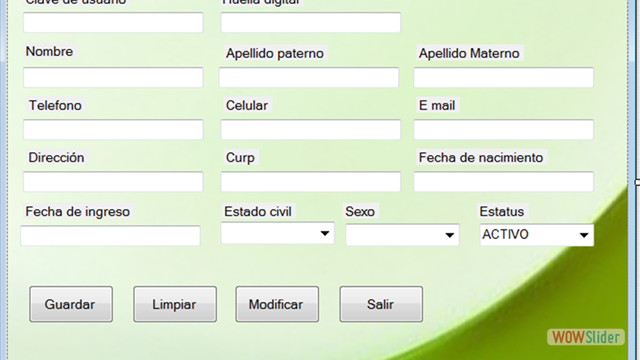 Clave de usuario Huella digital
Nombre Apellido paterno Apellido Materno
Telefono Celular E mail
Dirección Curp Fecha de nacimiento
Fecha de ingreso Estado civil Sexo Estatus
ACTIVO
Guardar Limpiar Modificar Salir
WOWSlider